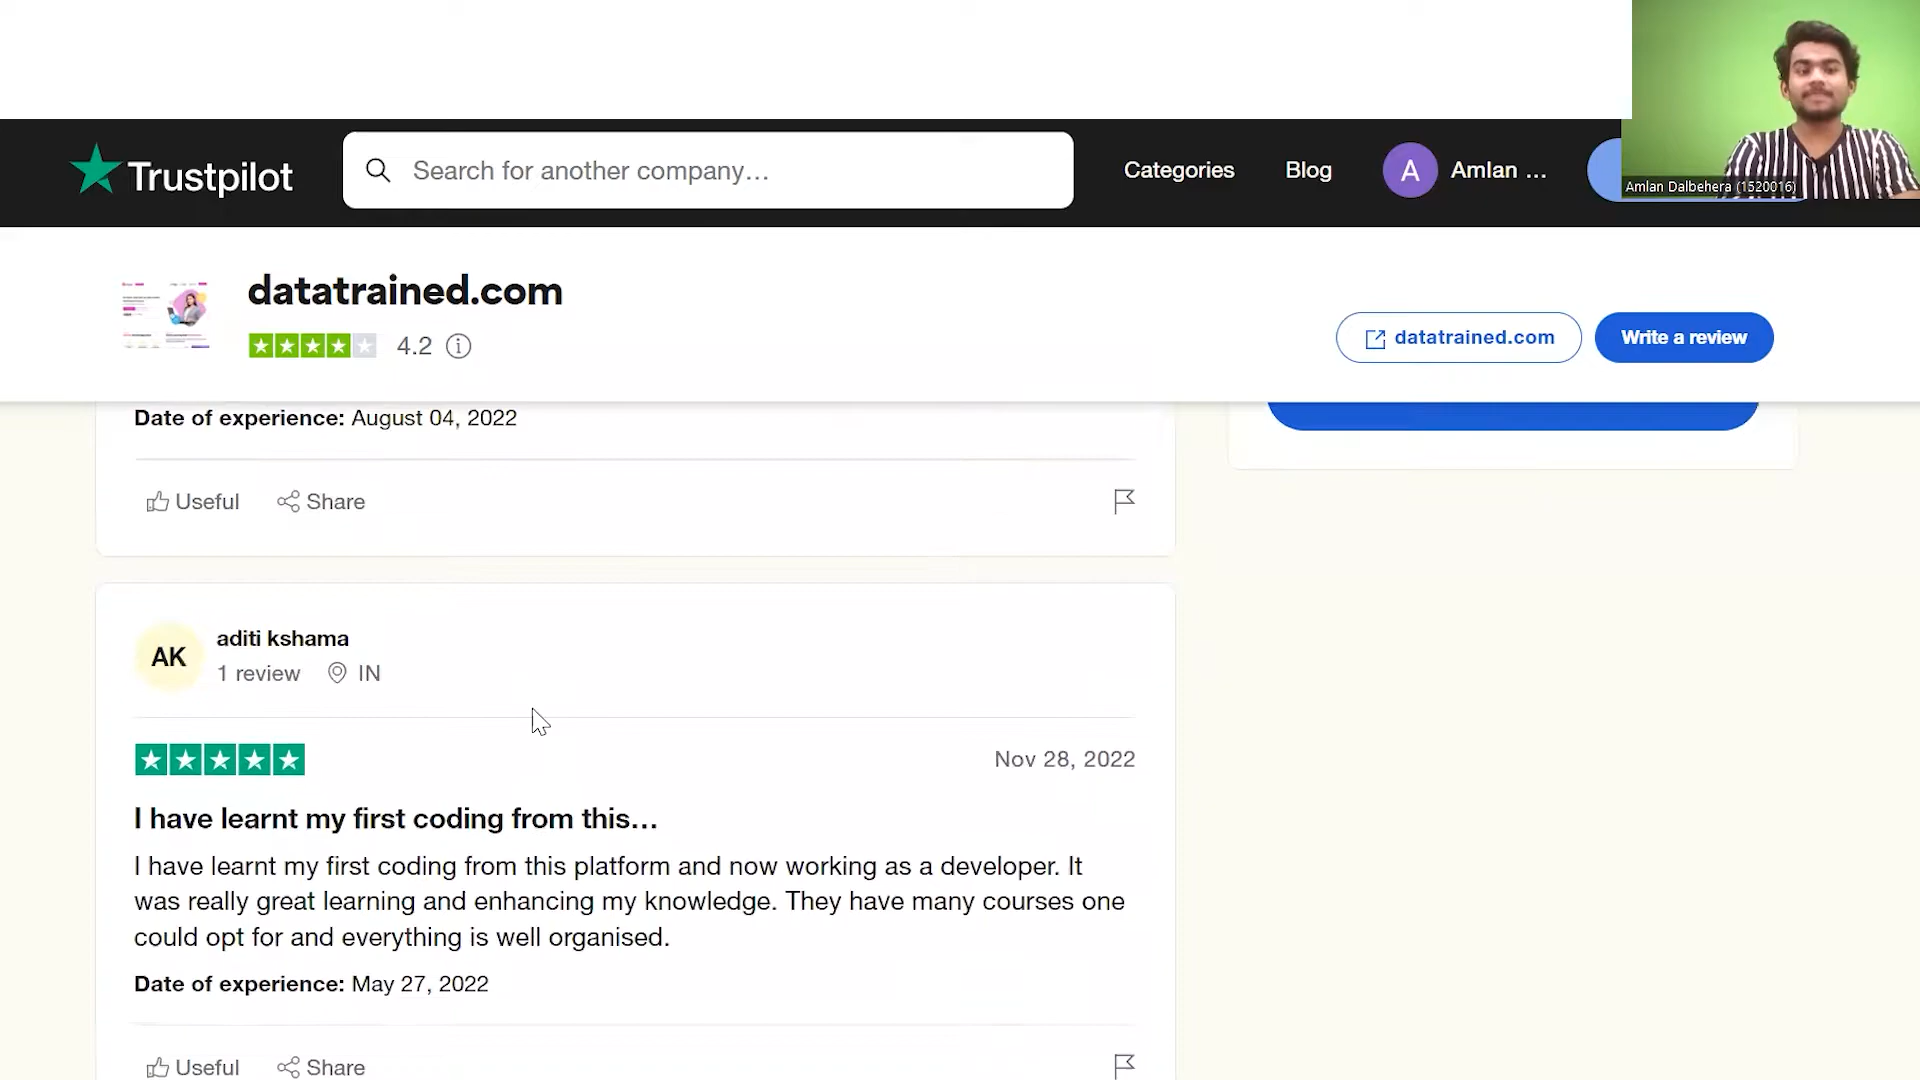 Trustpilot
Search for another company...
Categories
Blog
A
Amlan ...
Amlan Dalbehera (1520016)
datatrained.com
4.2
datatrained.com
Write a review
Date of experience: August 04, 2022
Useful
Share
AK
aditi kshama
1 review
IN
Nov 28, 2022
I have learnt my first coding from this...
I have learnt my first coding from this platform and now working as a developer. It
was really great learning and enhancing my knowledge. They have many courses one
could opt for and everything is well organised.
Date of experience: May 27, 2022
Useful
Share